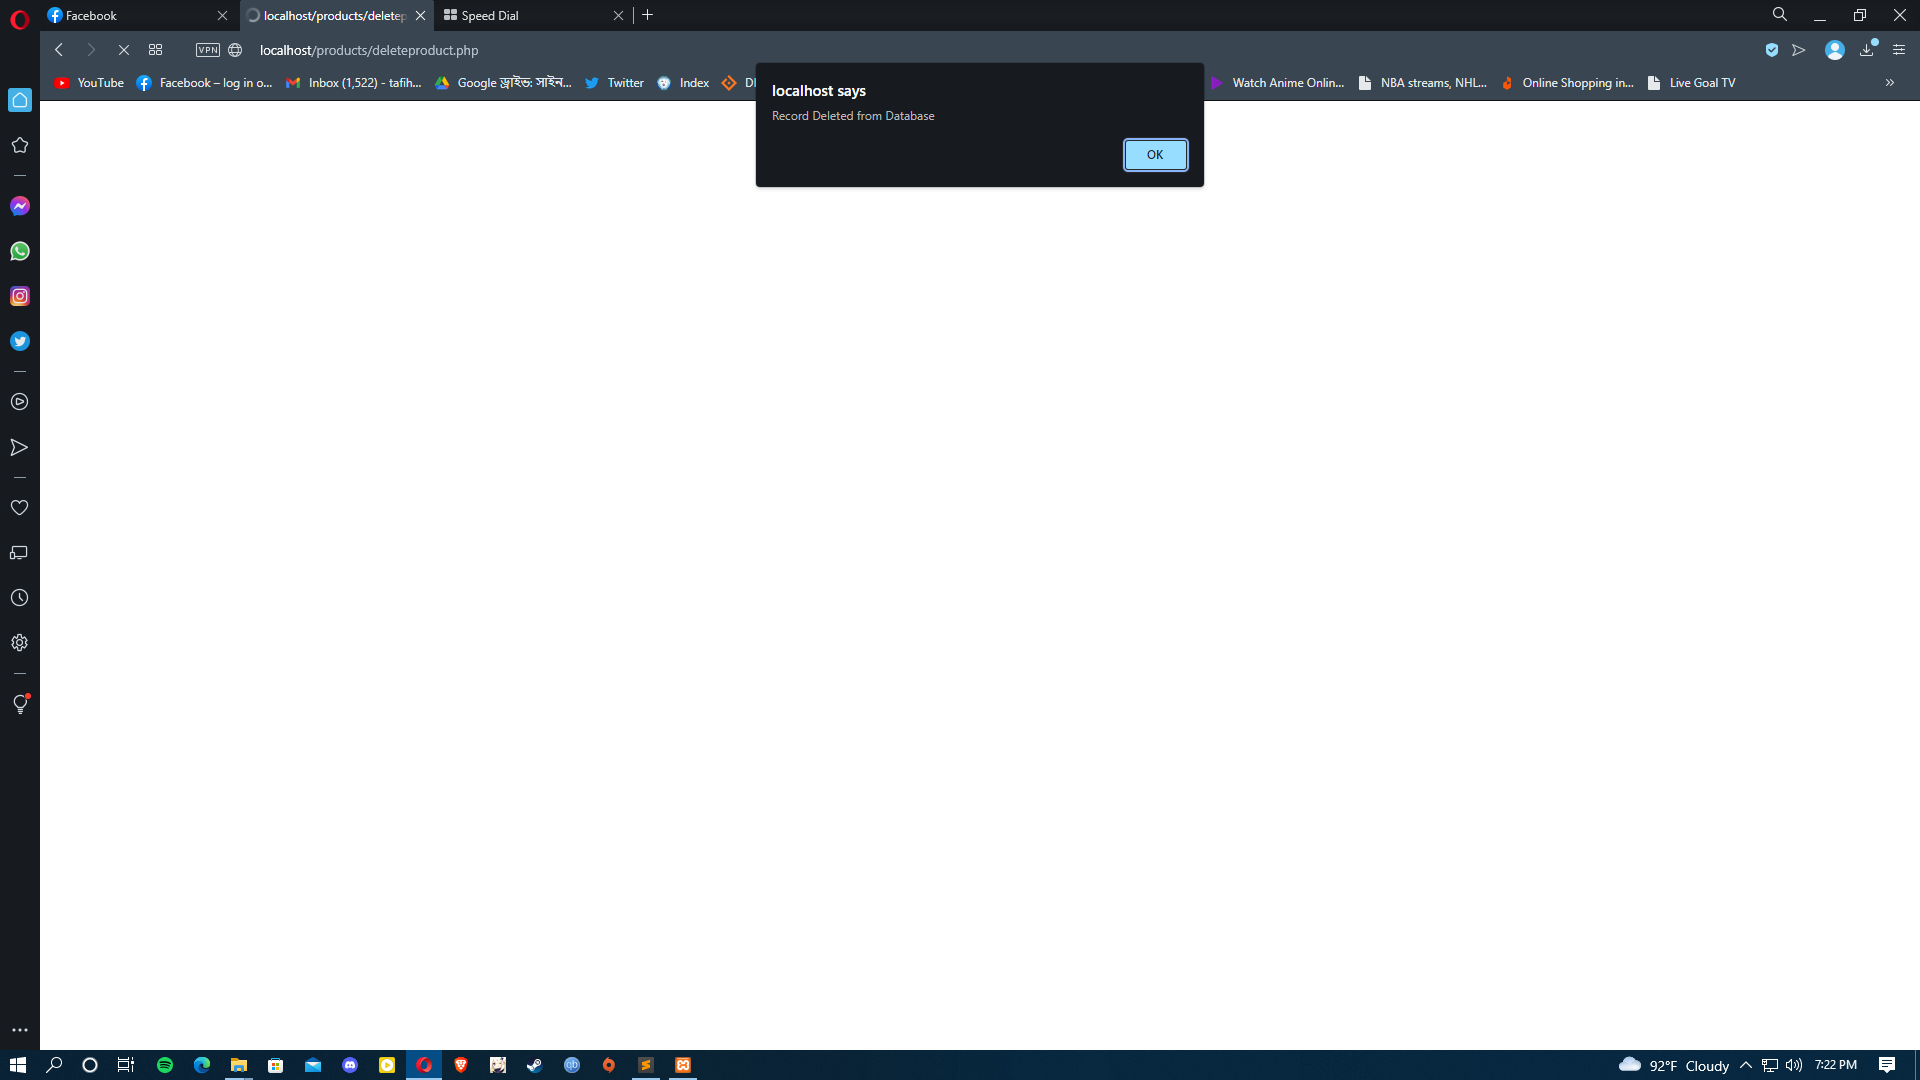 Facebook
localhost/products/deletep
Speed Dial
VPN
localhost/products/deleteproduct.php
YouTube
Facebook – log in o...
Inbox (1,522) - tafih...
Google ড্রাইভ: সাইন...
Twitter
Index
Watch Anime Onlin...
NBA streams, NHL...
Online Shopping in...
Live Goal TV
localhost says
Record Deleted from Database
OK
92°F Cloudy
7:22 PM